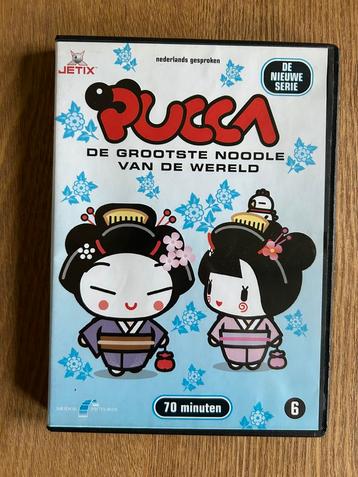 JETIX
nederlands gesproken
DE
NIEUWE
SERIE
PUCCA
DE GROOTSTE NOODLE
VAN DE WERELD
70 minuten
6